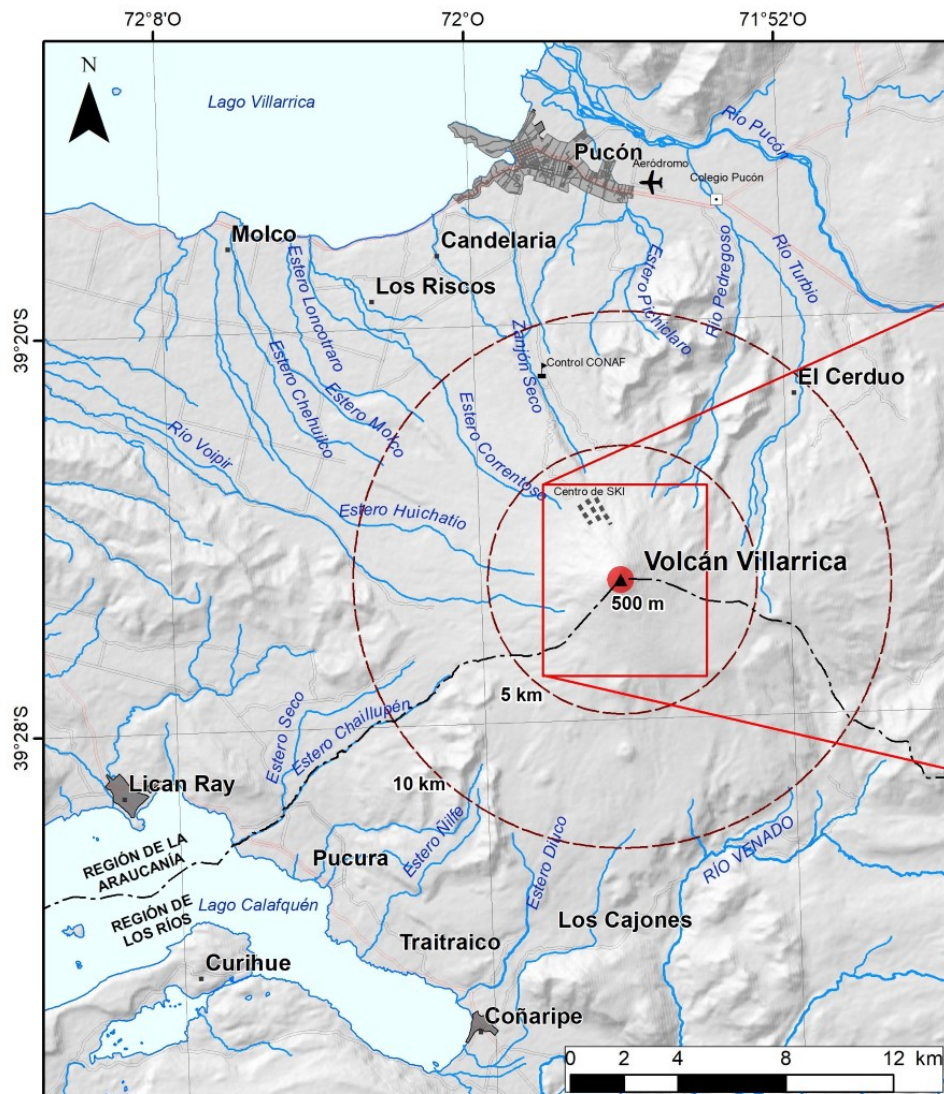 72°8'O
72°O
71°52'O
39°20'S
39°28'S
N
Lago Villarrica
Río Pucón
Pucón
Aeródromo
Colegio Pucón
Molco
Candelaria
Los Riscos
Estero Loncotraro
Estero Pichiclaro
Río Pedregoso
Río Turbio
Zanjón Seco
Control CONAF
El Cerduo
Estero Chehuilco
Estero Molco
Río Voipir
Estero Correntoso
Estero Huichatio
Centro de SKI
Volcán Villarrica
500 m
5 km
10 km
Estero Seco
Estero Chaillupén
Lican Ray
Estero Ñilfe
Pucura
Estero Diuco
RÍO VENADO
REGIÓN DE LA
ARAUCANÍA
REGIÓN DE
LOS RÍOS
Lago Calafquén
Los Cajones
Traitraico
Curihue
Coñaripe
0 2 4 8 12 km